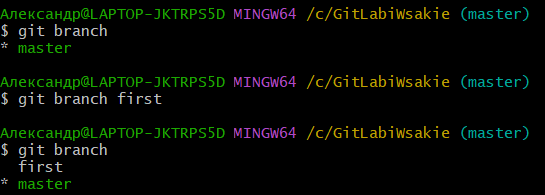 Александр@LAPTOP-JKTRPS5D MINGW64 /c/GitLabiWsakie (master)
$ git branch
* master
Александр@LAPTOP-JKTRPS5D MINGW64 /c/GitLabiWsakie (master)
$ git branch first
Александр@LAPTOP-JKTRPS5D MINGW64 /c/GitLabiWsakie (master)
$ git branch
  first
* master